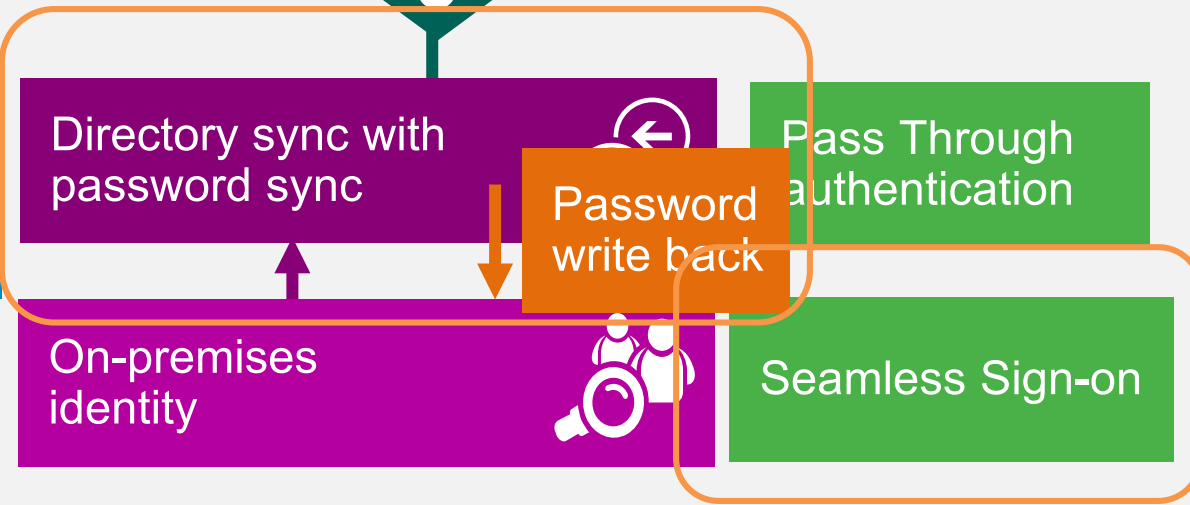 Directory sync with
password sync
Pass Through
authentication
Password
write back
On-premises
identity
Seamless Sign-on